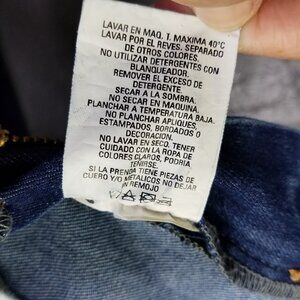 LAVAR EN MAQ. T. MAXIMA 40°C
LAVAR POR EL REVES, SEPARADO
DE OTROS COLORES.
NO UTILIZAR DETERGENTES CON
BLANQUEADOR.
REMOVER EL EXCESO DE
DETERGENTE
SECAR A LA SOMBRA.
NO SECAR EN MAQUINA
PLANCHAR A TEMPERATURA BAJA.
NO PLANCHAR APLIQUES,
ESTAMPADOS, BORDADOS O
DECORACION.
NO LAVAR EN SECO. TENER
CUIDADO CON LA ROPA DE
COLORES CLAROS, PODRIA
TEÑIRSE.
SI LA PRENDA TIENE PIEZAS DE
CUERO Y/O METALICOS NO DEJAR
EN REMOJO